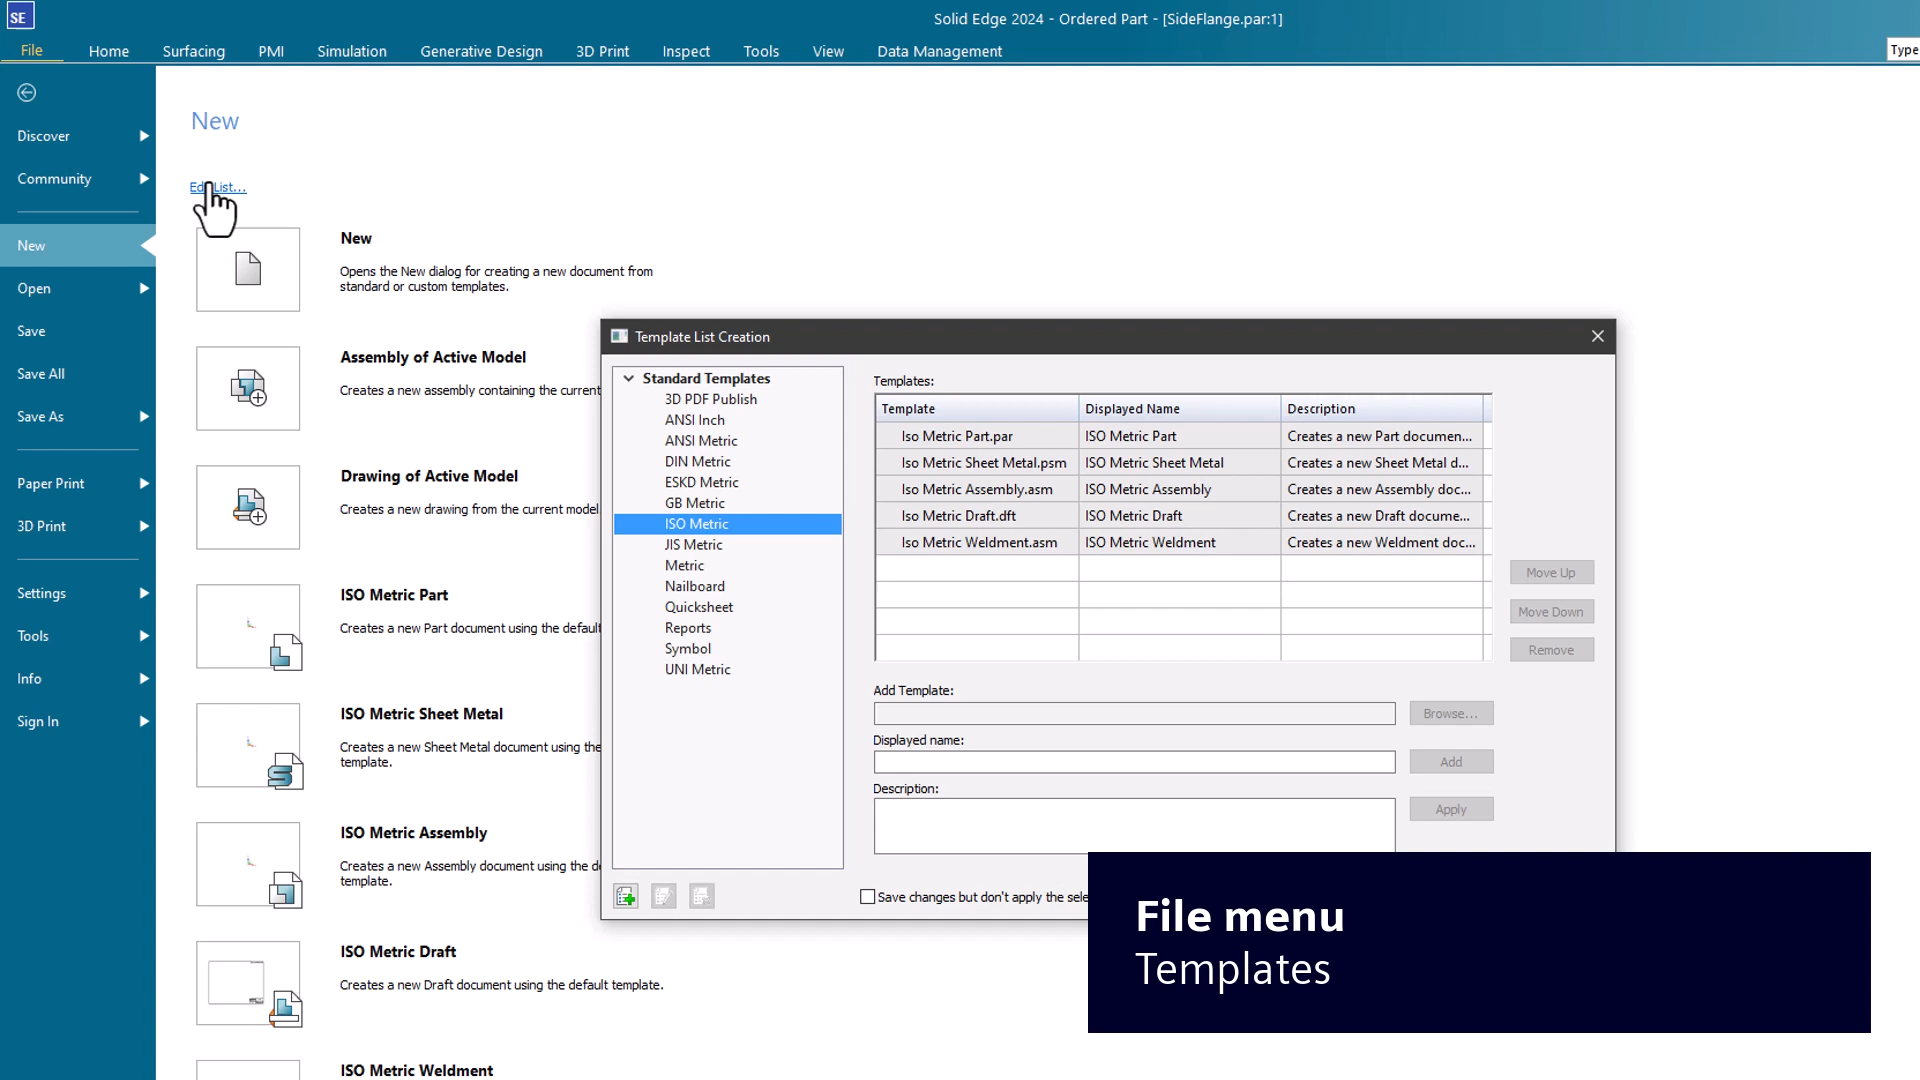 SE
Solid Edge 2024 - Ordered Part - [SideFlange.par:1]
File
Home
Surfacing
PMI
Simulation
Generative Design
3D Print
Inspect
Tools
View
Data Management
Type
Discover
Community
New
Open
Save
Save All
Save As
Paper Print
3D Print
Settings
Tools
Info
Sign In
New
List...
New
Opens the New dialog for creating a new document from
standard or custom templates.
Assembly of Active Model
Creates a new assembly containing the current
Drawing of Active Model
Creates a new drawing from the current model
ISO Metric Part
Creates a new Part document using the default
ISO Metric Sheet Metal
Creates a new Sheet Metal document using the
template.
ISO Metric Assembly
Creates a new Assembly document using the
template.
ISO Metric Draft
Creates a new Draft document using the default template.
ISO Metric Weldment
Template List Creation
Standard Templates
3D PDF Publish
ANSI Inch
ANSI Metric
DIN Metric
ESKD Metric
GB Metric
ISO Metric
JIS Metric
Metric
Nailboard
Quicksheet
Reports
Symbol
UNI Metric
Templates:
Template Displayed Name Description
Iso Metric Part.par ISO Metric Part Creates a new Part documen...
Iso Metric Sheet Metal.psm ISO Metric Sheet Metal Creates a new Sheet Metal d...
Iso Metric Assembly.asm ISO Metric Assembly Creates a new Assembly doc...
Iso Metric Draft.dft ISO Metric Draft Creates a new Draft docume...
Iso Metric Weldment.asm ISO Metric Weldment Creates a new Weldment doc...
Move Up
Move Down
Remove
Add Template:
Browse...
Displayed name:
Add
Description:
Apply
Save changes but don't apply the sele
File menu
Templates